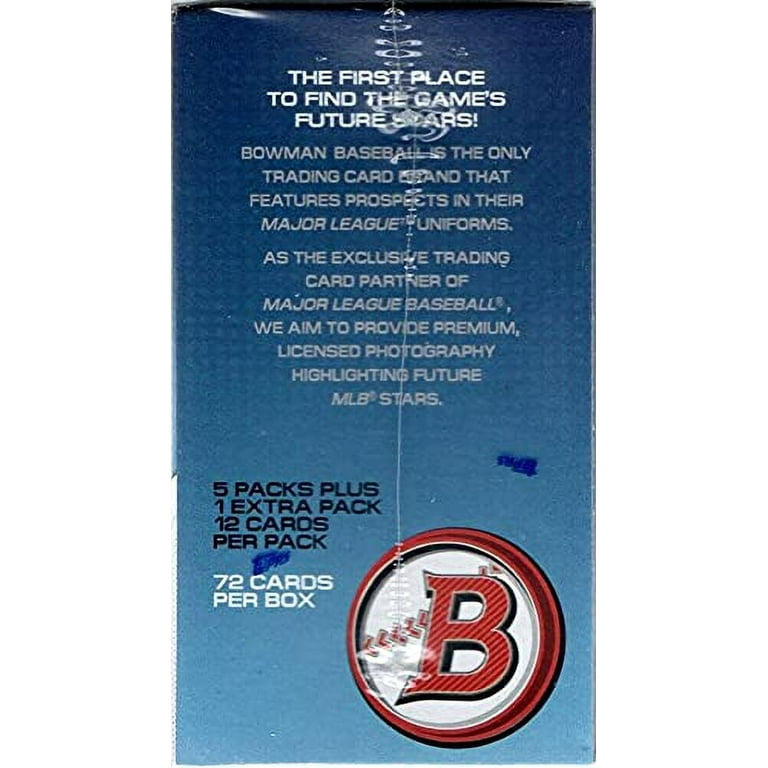 THE FIRST PLACE
TO FIND THE GAME'S
FUTURE STARS!
BOWMAN BASEBALL IS THE ONLY
TRADING CARD BRAND THAT
FEATURES PROSPECTS IN THEIR
MAJOR LEAGUE™ UNIFORMS.
AS THE EXCLUSIVE TRADING
CARD PARTNER OF
MAJOR LEAGUE BASEBALL®,
WE AIM TO PROVIDE PREMIUM,
LICENSED PHOTOGRAPHY
HIGHLIGHTING FUTURE
MLB® STARS.
5 PACKS PLUS
1 EXTRA PACK
12 CARDS
PER PACK
72 CARDS
PER BOX
B